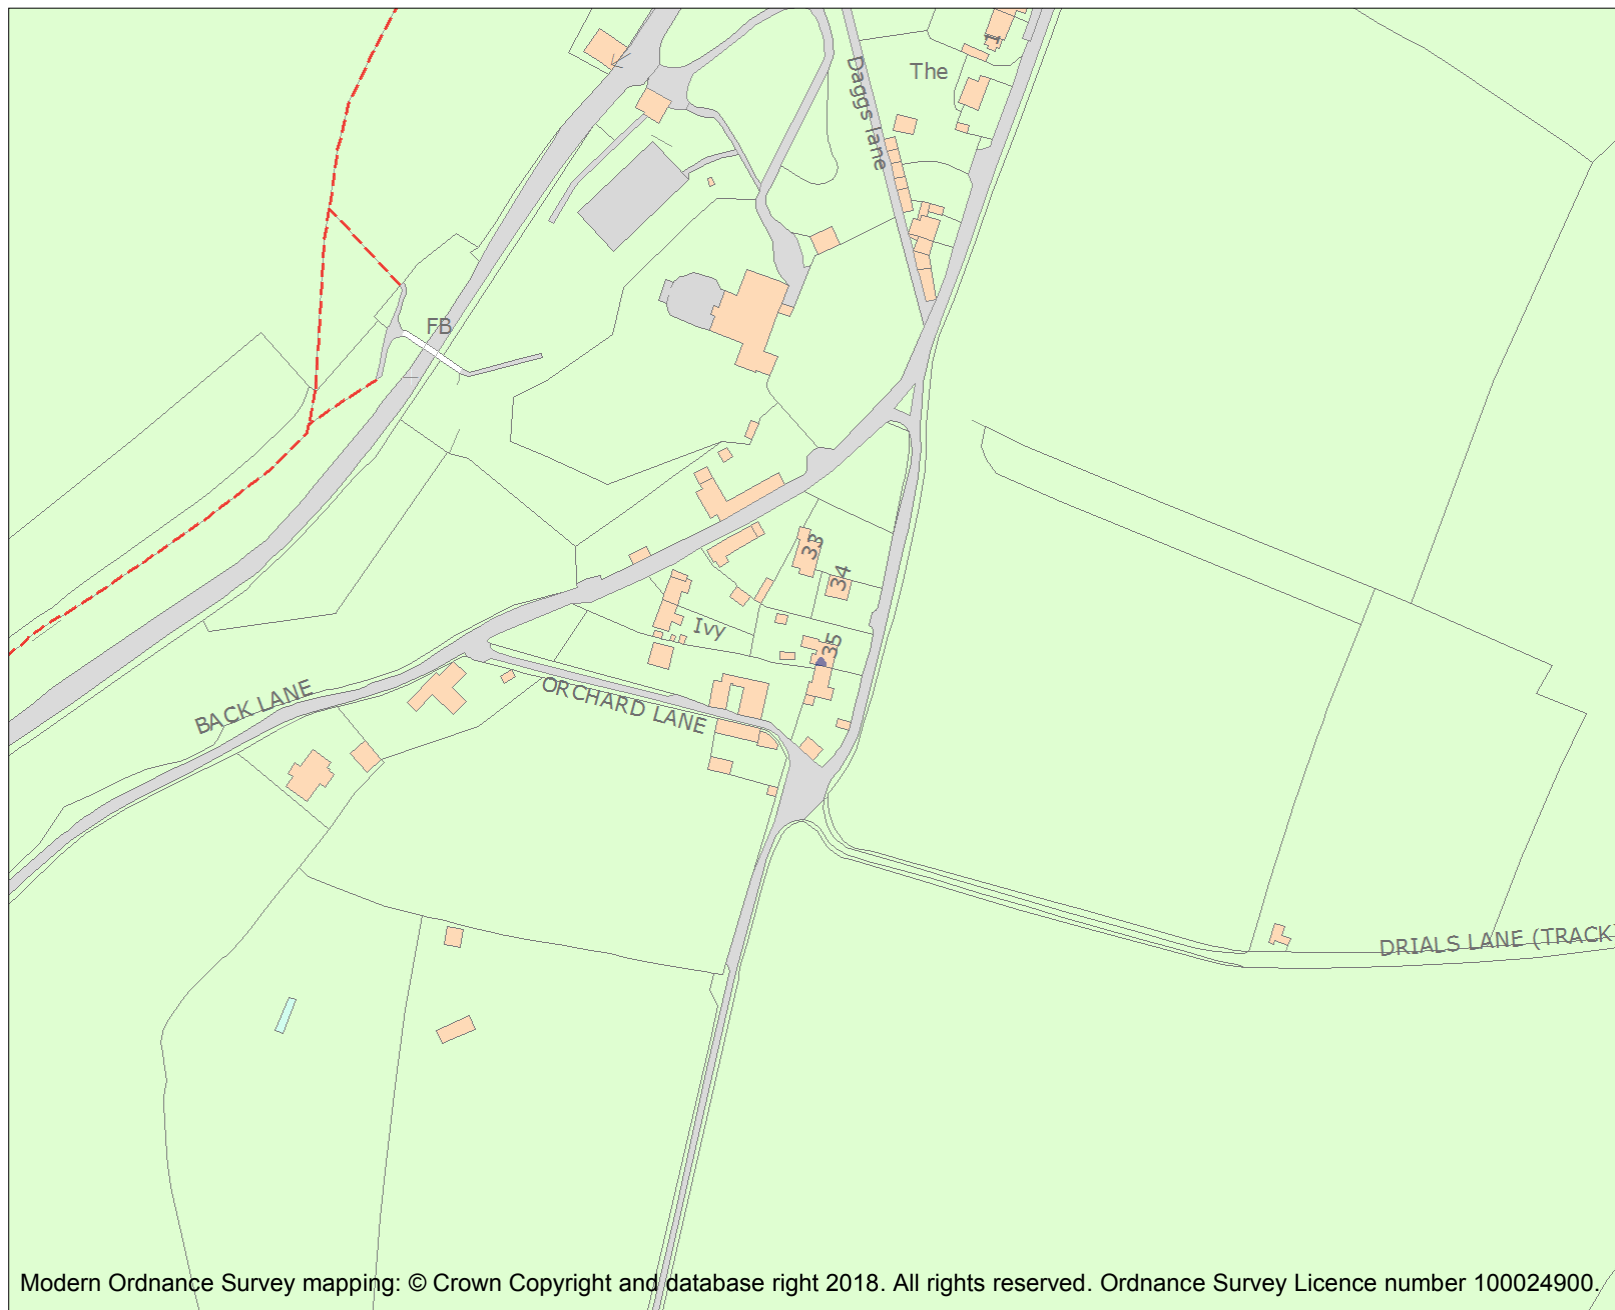 The
Daggs lane
FB
33
34
35
Ivy
BACK LANE
ORCHARD LANE
DRIALS LANE (TRACK
Modern Ordnance Survey mapping: © Crown Copyright and database right 2018. All rights reserved. Ordnance Survey Licence number 100024900.